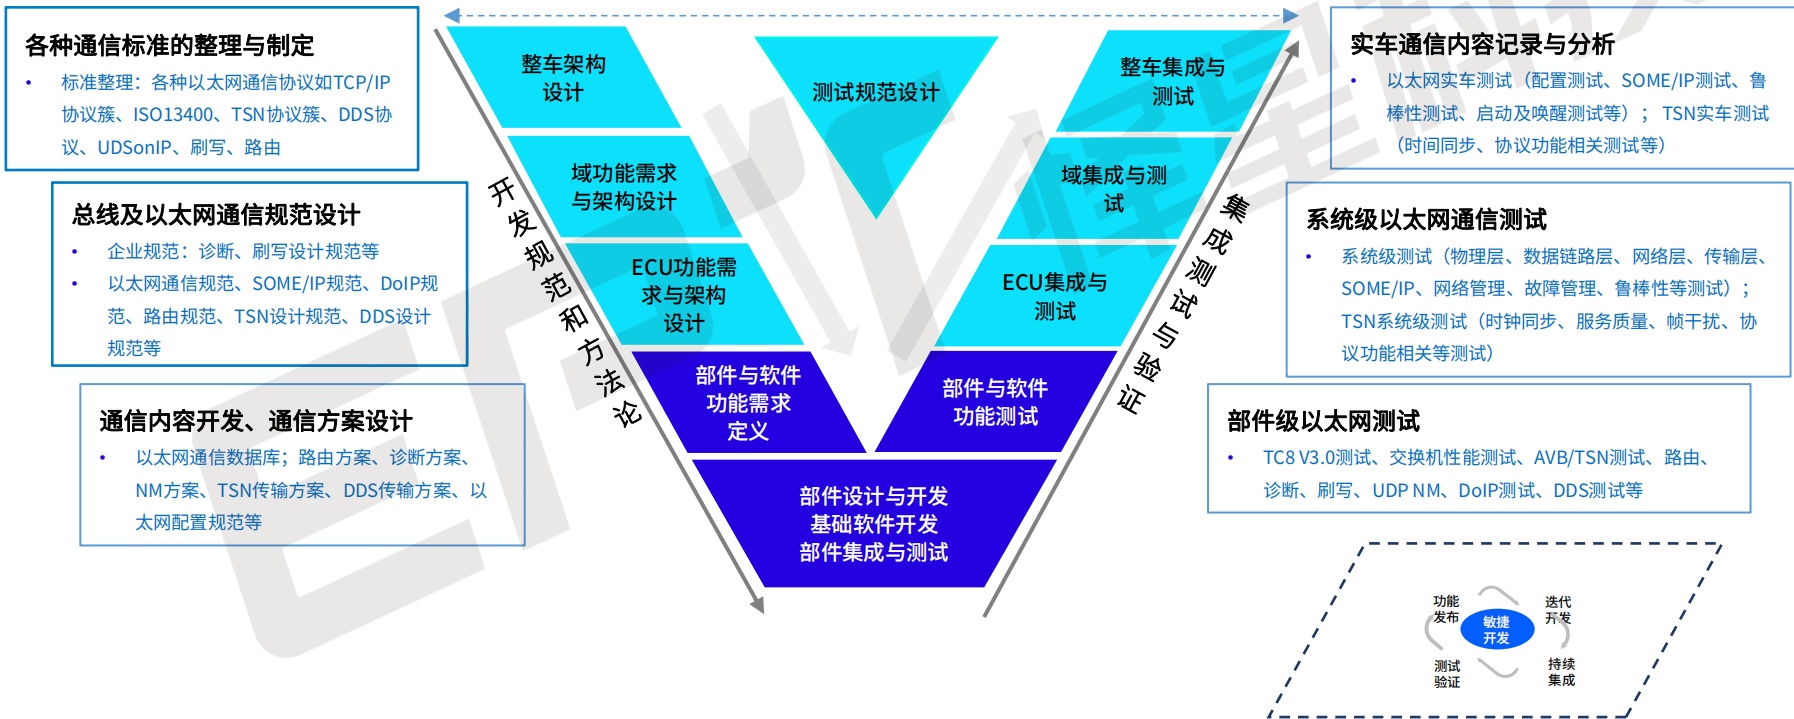 各种通信标准的整理与制定
• 标准整理：各种以太网通信协议如TCP/IP
协议簇、ISO13400、TSN协议簇、DDS协
议、UDSonIP、刷写、路由
总线及以太网通信规范设计
• 企业规范：诊断、刷写设计规范等
• 以太网通信规范、SOME/IP规范、DoIP规
范、路由规范、TSN设计规范、DDS设计
规范等
通信内容开发、通信方案设计
• 以太网通信数据库；路由方案、诊断方案、
NM方案、TSN传输方案、DDS传输方案、以
太网配置规范等
开发规范和方法论
整车架构
设计
域功能需求
与架构设计
ECU功能需
求与架构
设计
部件与软件
功能需求
定义
测试规范设计
部件设计与开发
基础软件开发
部件集成与测试
整车集成与
测试
域集成与测
试
ECU集成与
测试
部件与软件
功能测试
集成测试与验证
实车通信内容记录与分析
• 以太网实车测试（配置测试、SOME/IP测试、鲁
棒性测试、启动及唤醒测试等）；TSN实车测试
（时间同步、协议功能相关测试等）
系统级以太网通信测试
• 系统级测试（物理层、数据链路层、网络层、传输层、
SOME/IP、网络管理、故障管理、鲁棒性等测试）；
TSN系统级测试（时钟同步、服务质量、帧干扰、协
议功能相关等测试）
部件级以太网测试
• TC8 V3.0测试、交换机性能测试、AVB/TSN测试、路由、
诊断、刷写、UDP NM、DoIP测试、DDS测试等
功能
发布
迭代
开发
敏捷
开发
测试
验证
持续
集成